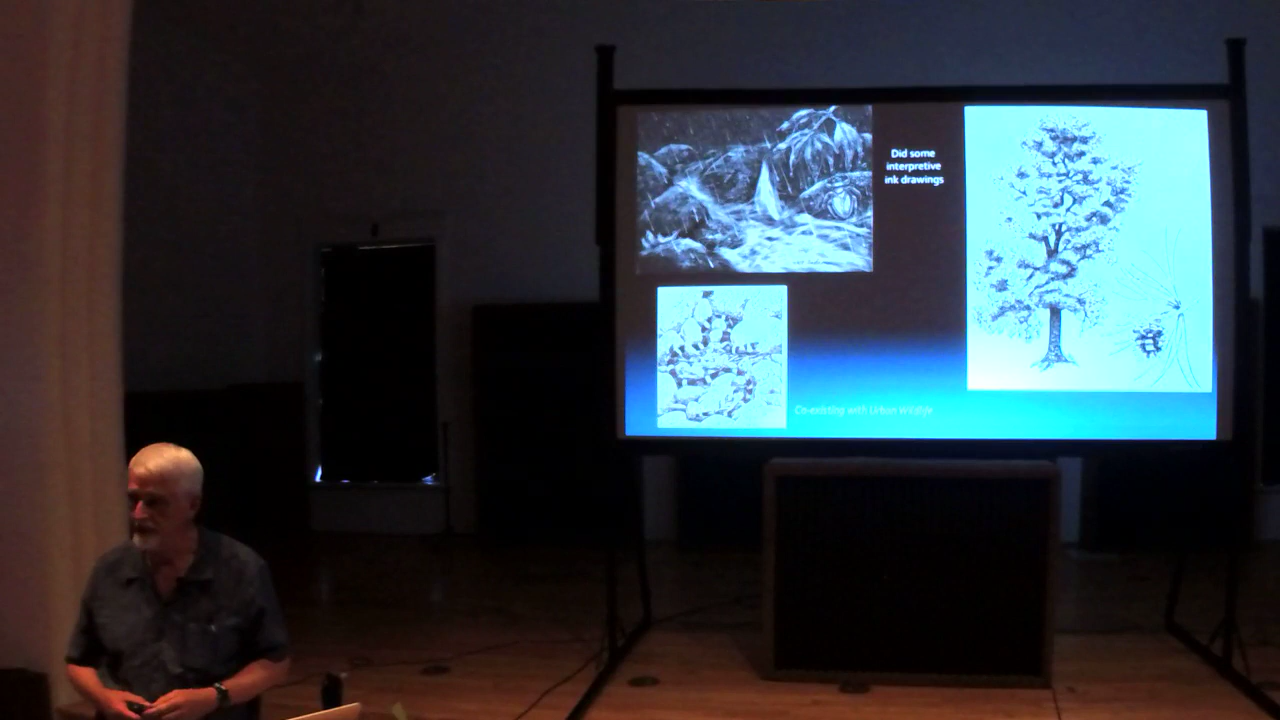 Did some
interpretive
ink drawings
Co-existing with Urban Wildlife